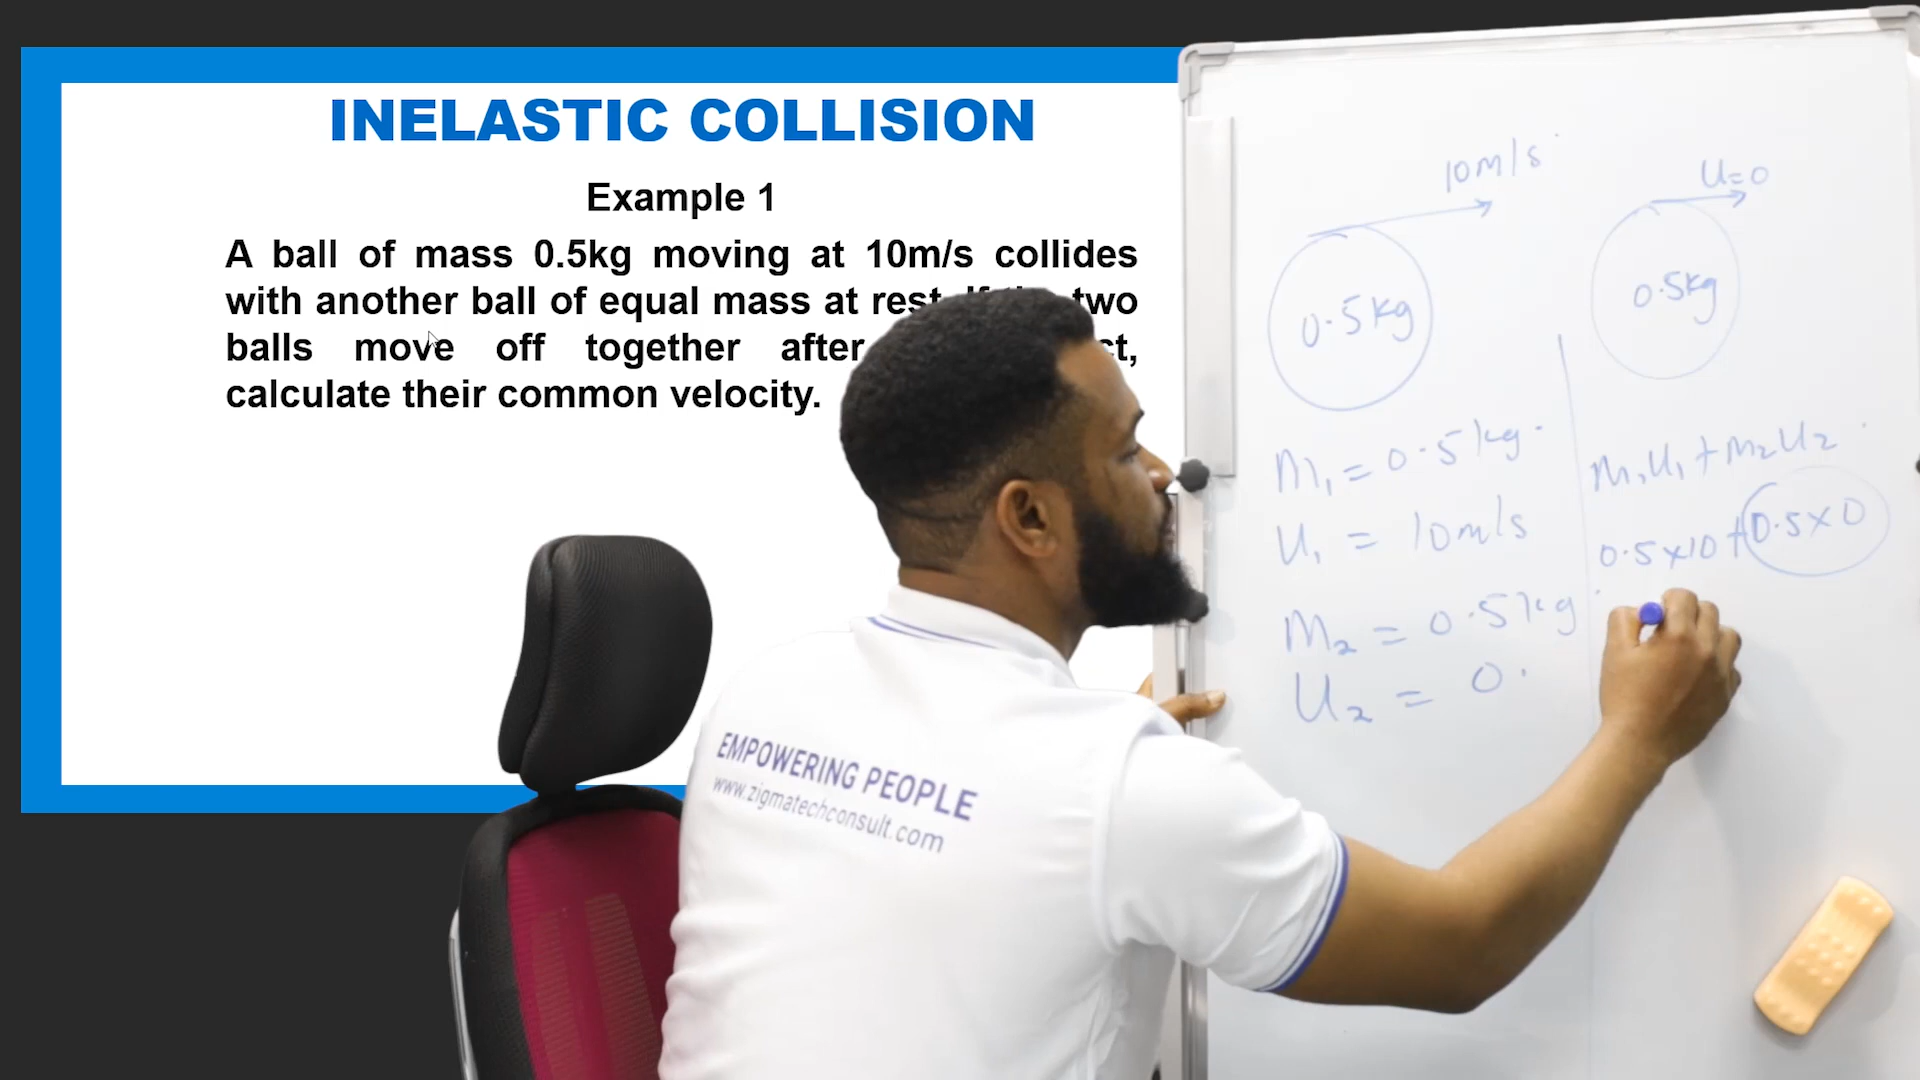 INELASTIC COLLISION
Example 1
A ball of mass 0.5kg moving at 10m/s collides
with another ball of equal mass at rest. If two
balls move off together after
calculate their common velocity.
EMPOWERING PEOPLE
www.zigmatechconsult.com
10m/s
U=0
0.5kg
0.5kg
M₁ = 0.5kg
U₁ = 10m/s
M₂ = 0.5kg
U₂ = 0
M₁U₁ + M₂U₂
0.5×10 + 0.5×0